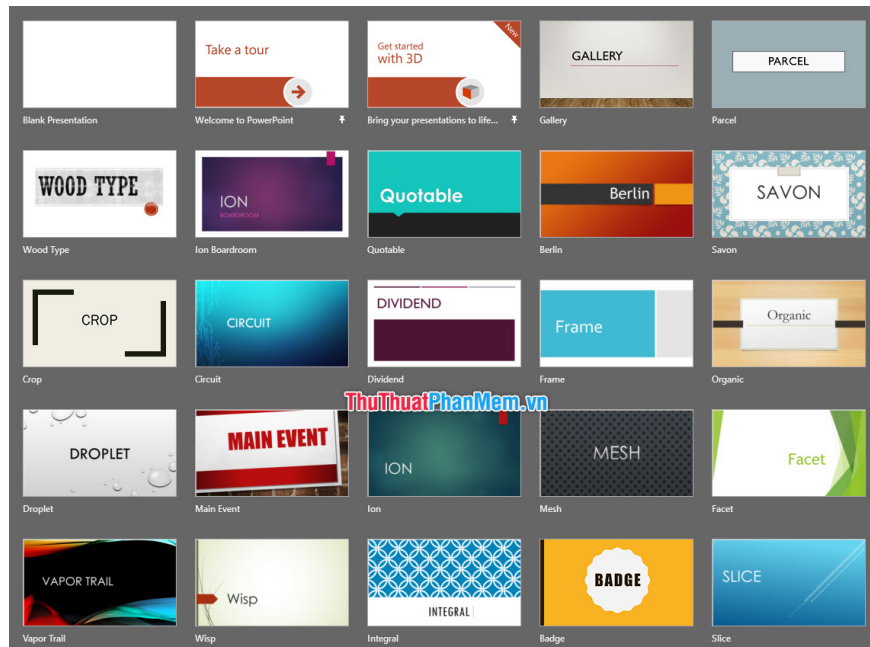 Take a tour
Get started
with 3D
New
GALLERY
PARCEL
Blank Presentation
Welcome to PowerPoint
Bring your presentations to life...
Gallery
Parcel
WOOD TYPE
ION
BOARDROOM
Quotable
Berlin
SAVON
Wood Type
Ion Boardroom
Quotable
Berlin
Savon
CROP
CIRCUIT
DIVIDEND
Frame
Organic
Crop
Circuit
Dividend
Frame
Organic
ThuThuatPhanMem.vn
DROPLET
MAIN EVENT
ION
MESH
Facet
Droplet
Main Event
Ion
Mesh
Facet
VAPOR TRAIL
Wisp
INTEGRAL
BADGE
SLICE
Vapor Trail
Wisp
Integral
Badge
Slice